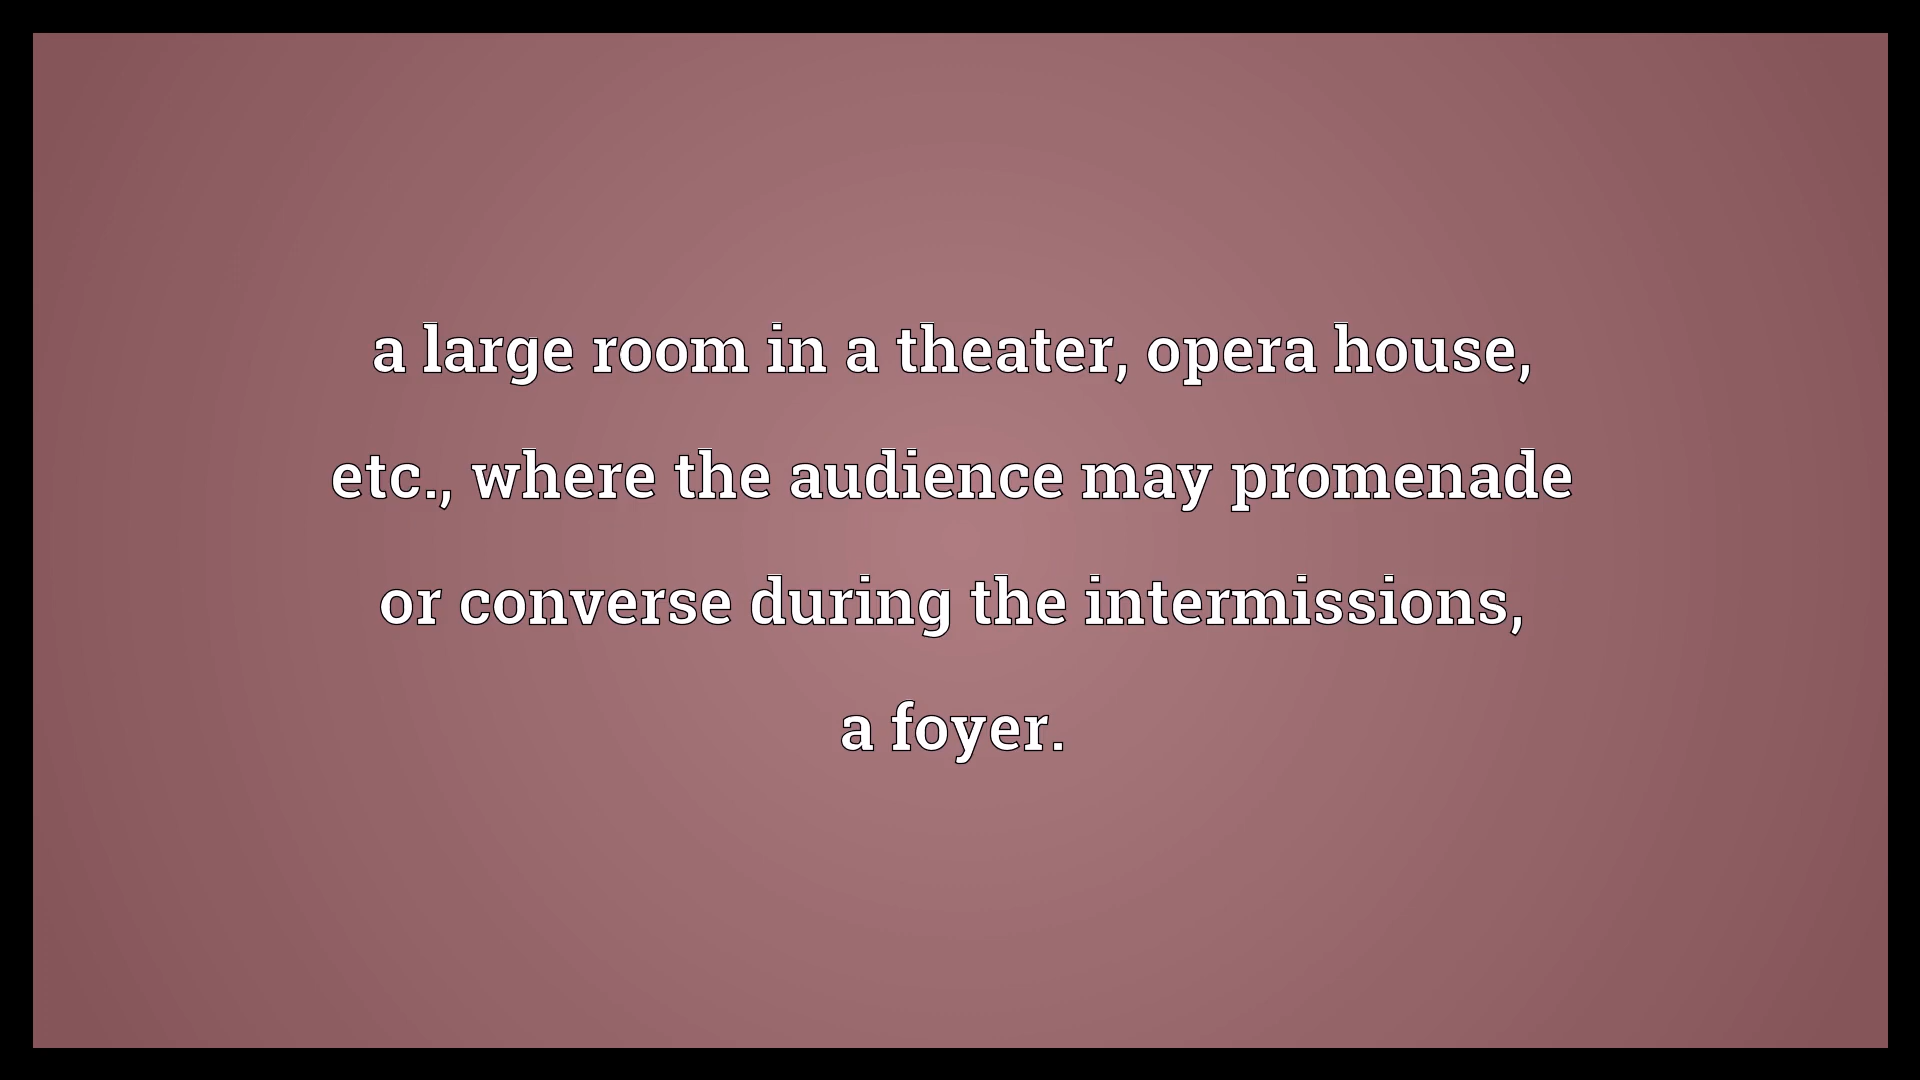 a large room in a theater, opera house,
etc., where the audience may promenade
or converse during the intermissions,
a foyer.